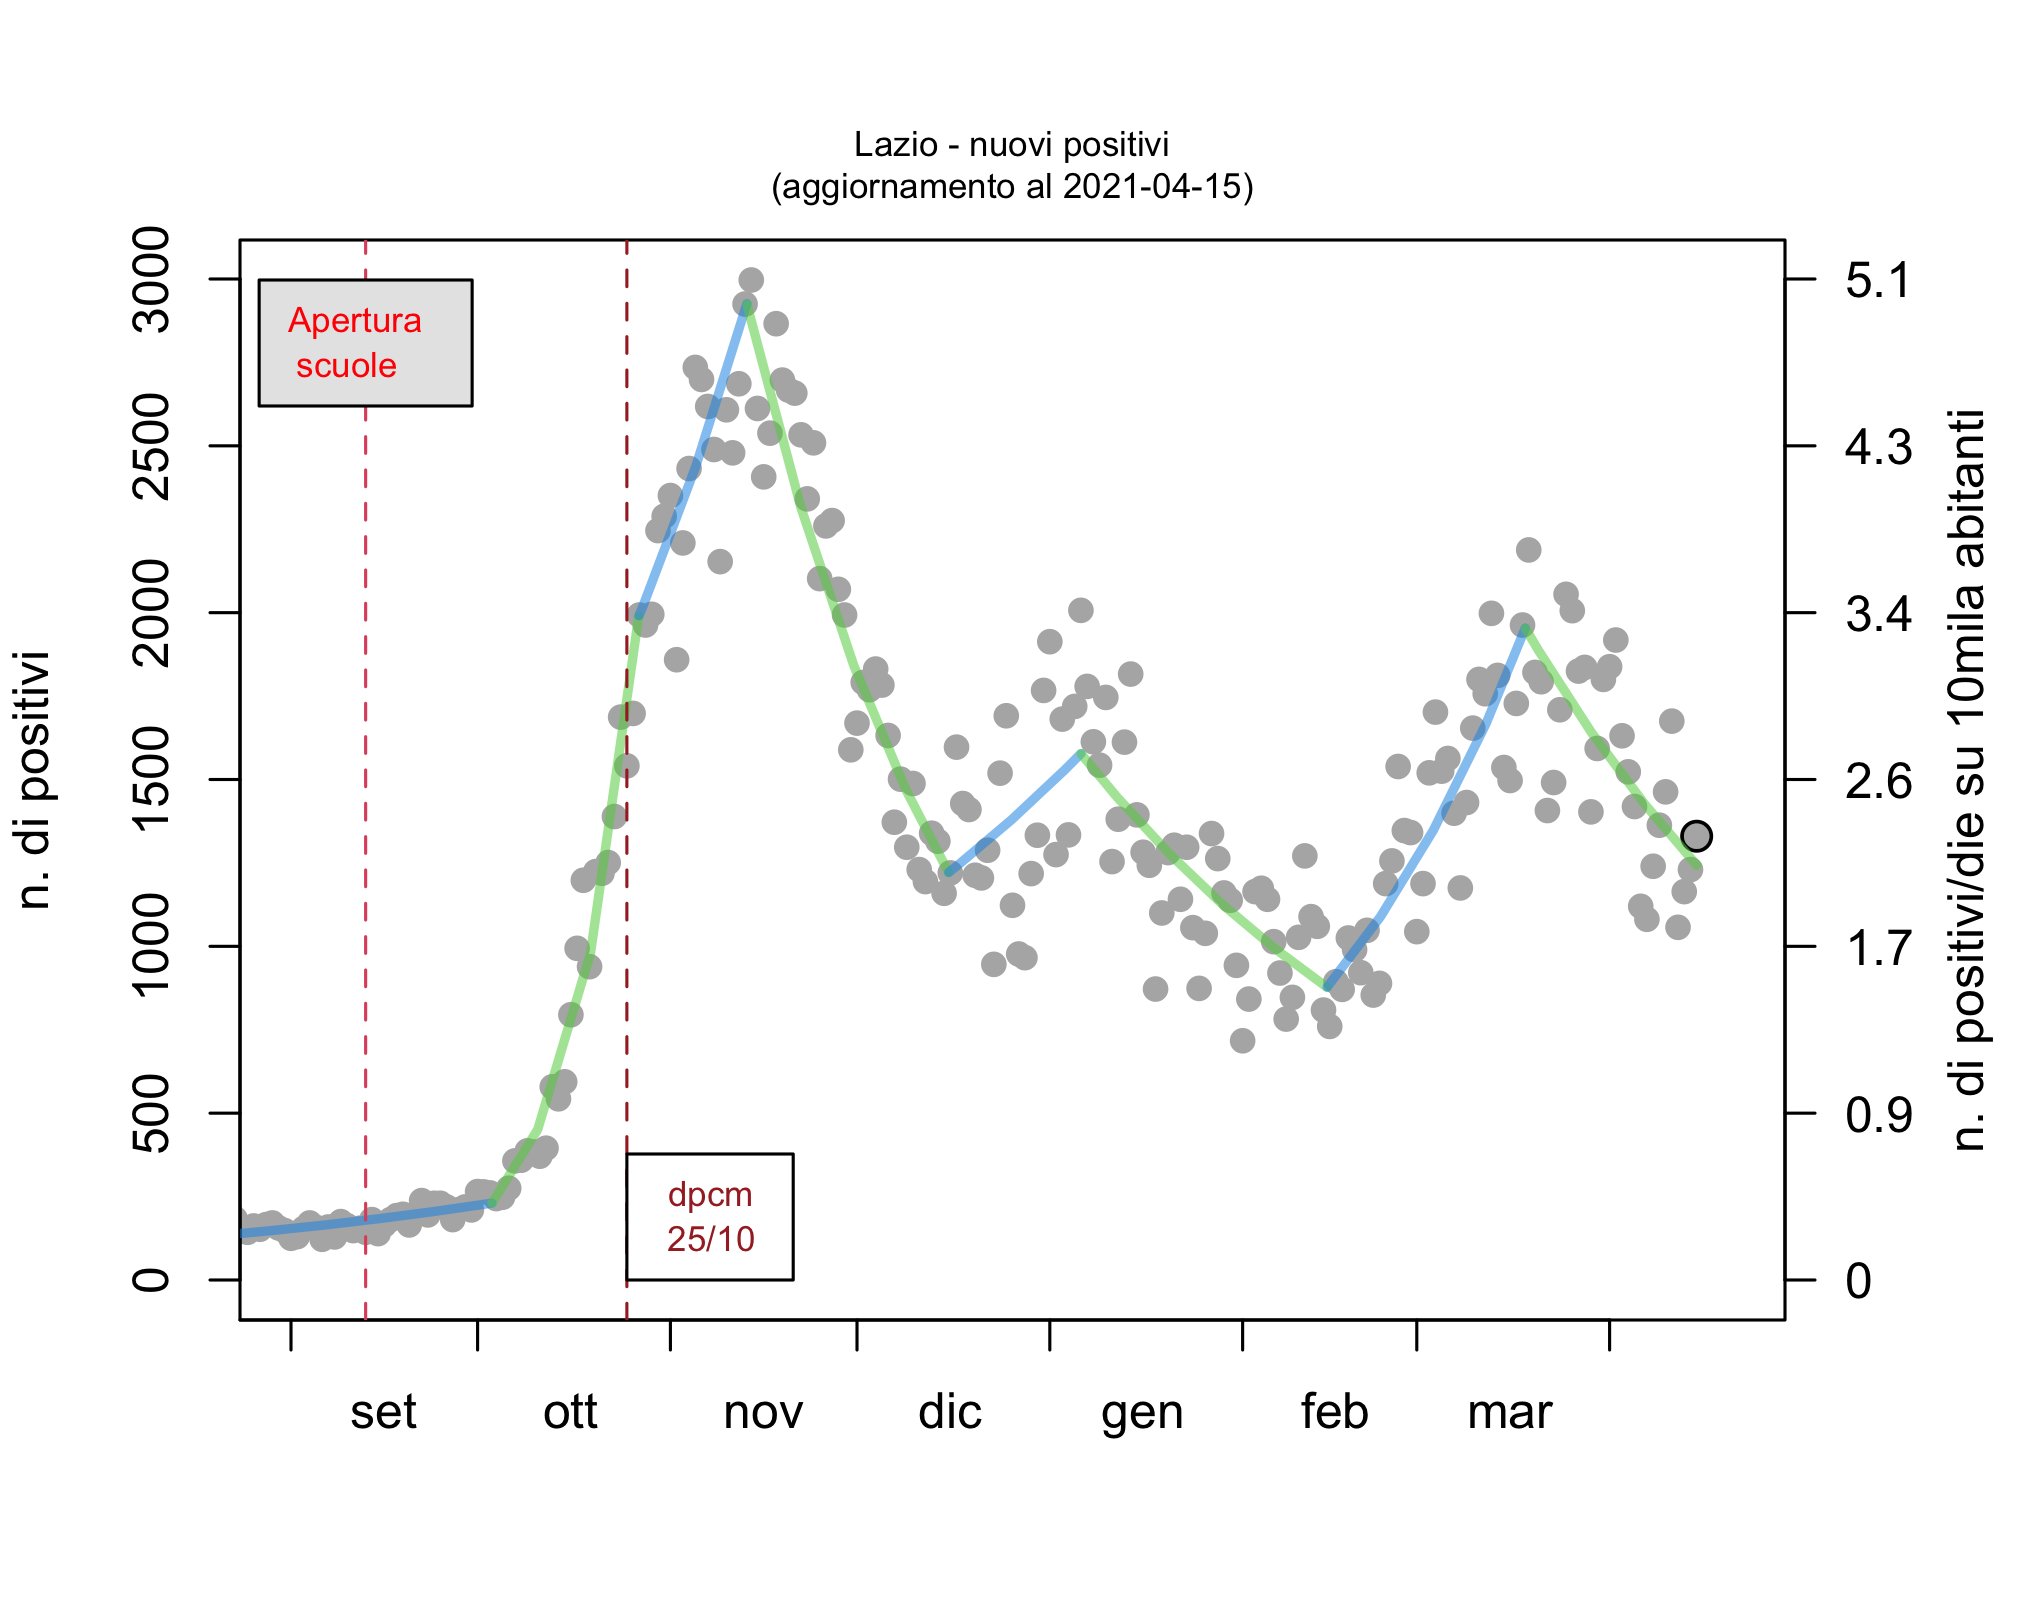 Lazio - nuovi positivi
(aggiornamento al 2021-04-15)
n. di positivi
3000
2500
2000
1500
1000
500
0
Apertura
scuole
dpcm
25/10
5.1
4.3
3.4
2.6
1.7
0.9
0
n. di positivi/die su 10mila abitanti
set ott nov dic gen feb mar